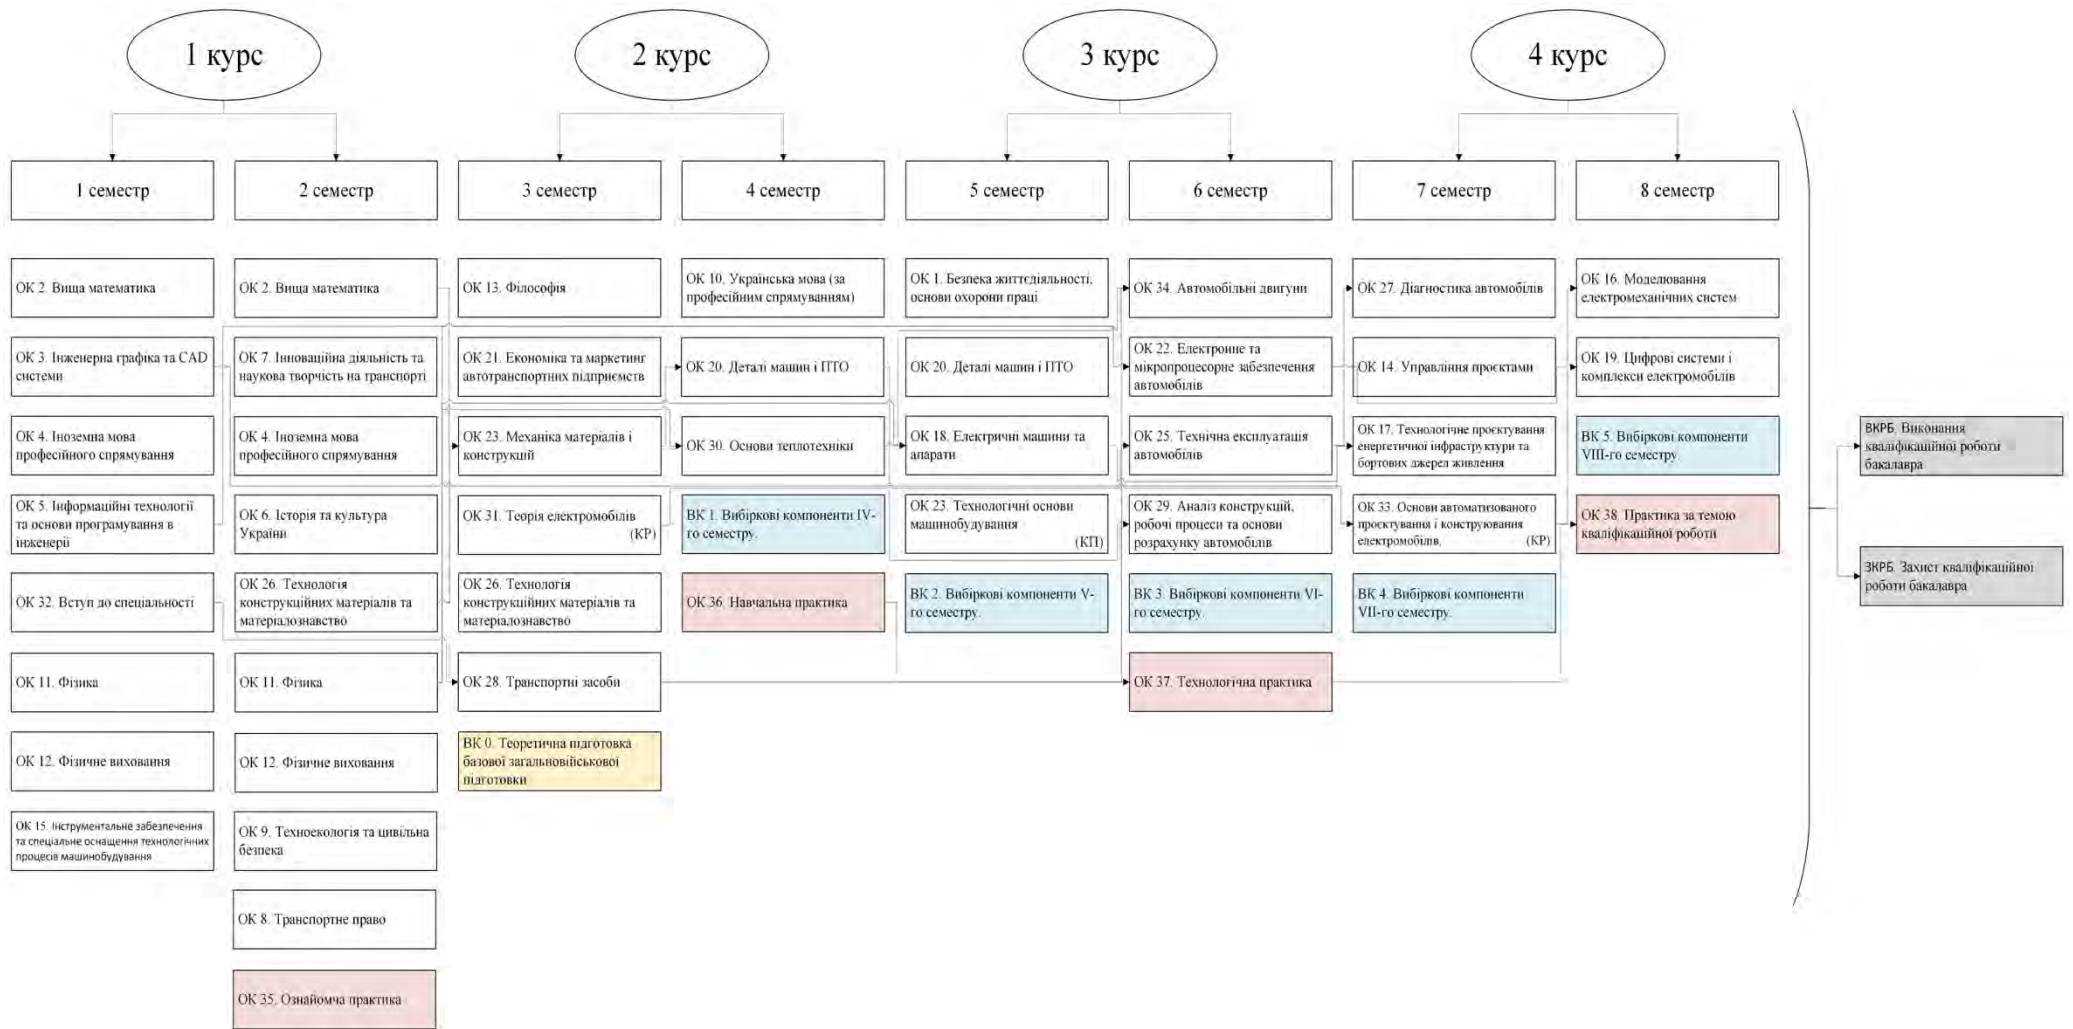 1 курс
2 курс
3 курс
4 курс
1 семестр
2 семестр
3 семестр
4 семестр
5 семестр
6 семестр
7 семестр
8 семестр
ОК 2. Вища математика
ОК 3. Інженерна графіка та CAD
системи
ОК 4. Іноземна мова
професійного спрямування
ОК 5. Інформаційні технології
та основи програмування в
інженерії
ОК 32. Вступ до спеціальності
ОК 11. Фізика
ОК 12. Фізичне виховання
ОК 15. Інструментальне забезпечення
та спеціальне оснащення технологічних
процесів машинобудування
ОК 2. Вища математика
ОК 7. Інноваційна діяльність та
наукова творчість на транспорті
ОК 4. Іноземна мова
професійного спрямування
ОК 6. Історія та культура
України
ОК 26. Технологія
конструкційних матеріалів та
матеріалознавство
ОК 11. Фізика
ОК 12. Фізичне виховання
ОК 9. Техноекологія та цивільна
безпека
ОК 8. Транспортне право
ОК 35. Ознайомча практика
ОК 13. Філософія
ОК 21. Економіка та маркетинг
автотранспортних підприємств
ОК 23. Механіка матеріалів і
конструкцій
ОК 31. Теорія електромобілів
(КР)
ОК 26. Технологія
конструкційних матеріалів та
матеріалознавство
ОК 28. Транспортні засоби
ВК 0. Теоретична підготовка
базової загальновійськової
підготовки
ОК 10. Українська мова (за
професійним спрямуванням)
ОК 20. Деталі машин і ПТО
ОК 30. Основи теплотехніки
ВК 1. Вибіркові компоненти IV-
го семестру.
ОК 36. Навчальна практика
ОК 1. Безпека життєдіяльності,
основи охорони праці
ОК 20. Деталі машин і ПТО
ОК 18. Електричні машини та
апарати
ОК 23. Технологічні основи
машинобудування
(КП)
ВК 2. Вибіркові компоненти V-
го семестру.
ОК 34. Автомобільні двигуни
ОК 22. Електронне та
мікропроцесорне забезпечення
автомобілів
ОК 25. Технічна експлуатація
автомобілів
ОК 29. Аналіз конструкцій,
робочі процеси та основи
розрахунку автомобілів
ВК 3. Вибіркові компоненти VI-
го семестру.
ОК 37. Технологічна практика
ОК 27. Діагностика автомобілів
ОК 14. Управління проєктами
ОК 17. Технологічне проєктування
енергетичної інфраструктури та
бортових джерел живлення
ОК 33. Основи автоматизованого
проєктування і конструювання
електромобілів. (КР)
ВК 4. Вибіркові компоненти
VII-го семестру.
ОК 16. Моделювання
електромеханічних систем
ОК 19. Цифрові системи і
комплекси електромобілів
ВК 5. Вибіркові компоненти
VIII-го семестру.
ОК 38. Практика за темою
кваліфікаційної роботи
ВКРБ. Виконання
кваліфікаційної роботи
бакалавра
ЗКРБ. Захист кваліфікаційної
роботи бакалавра